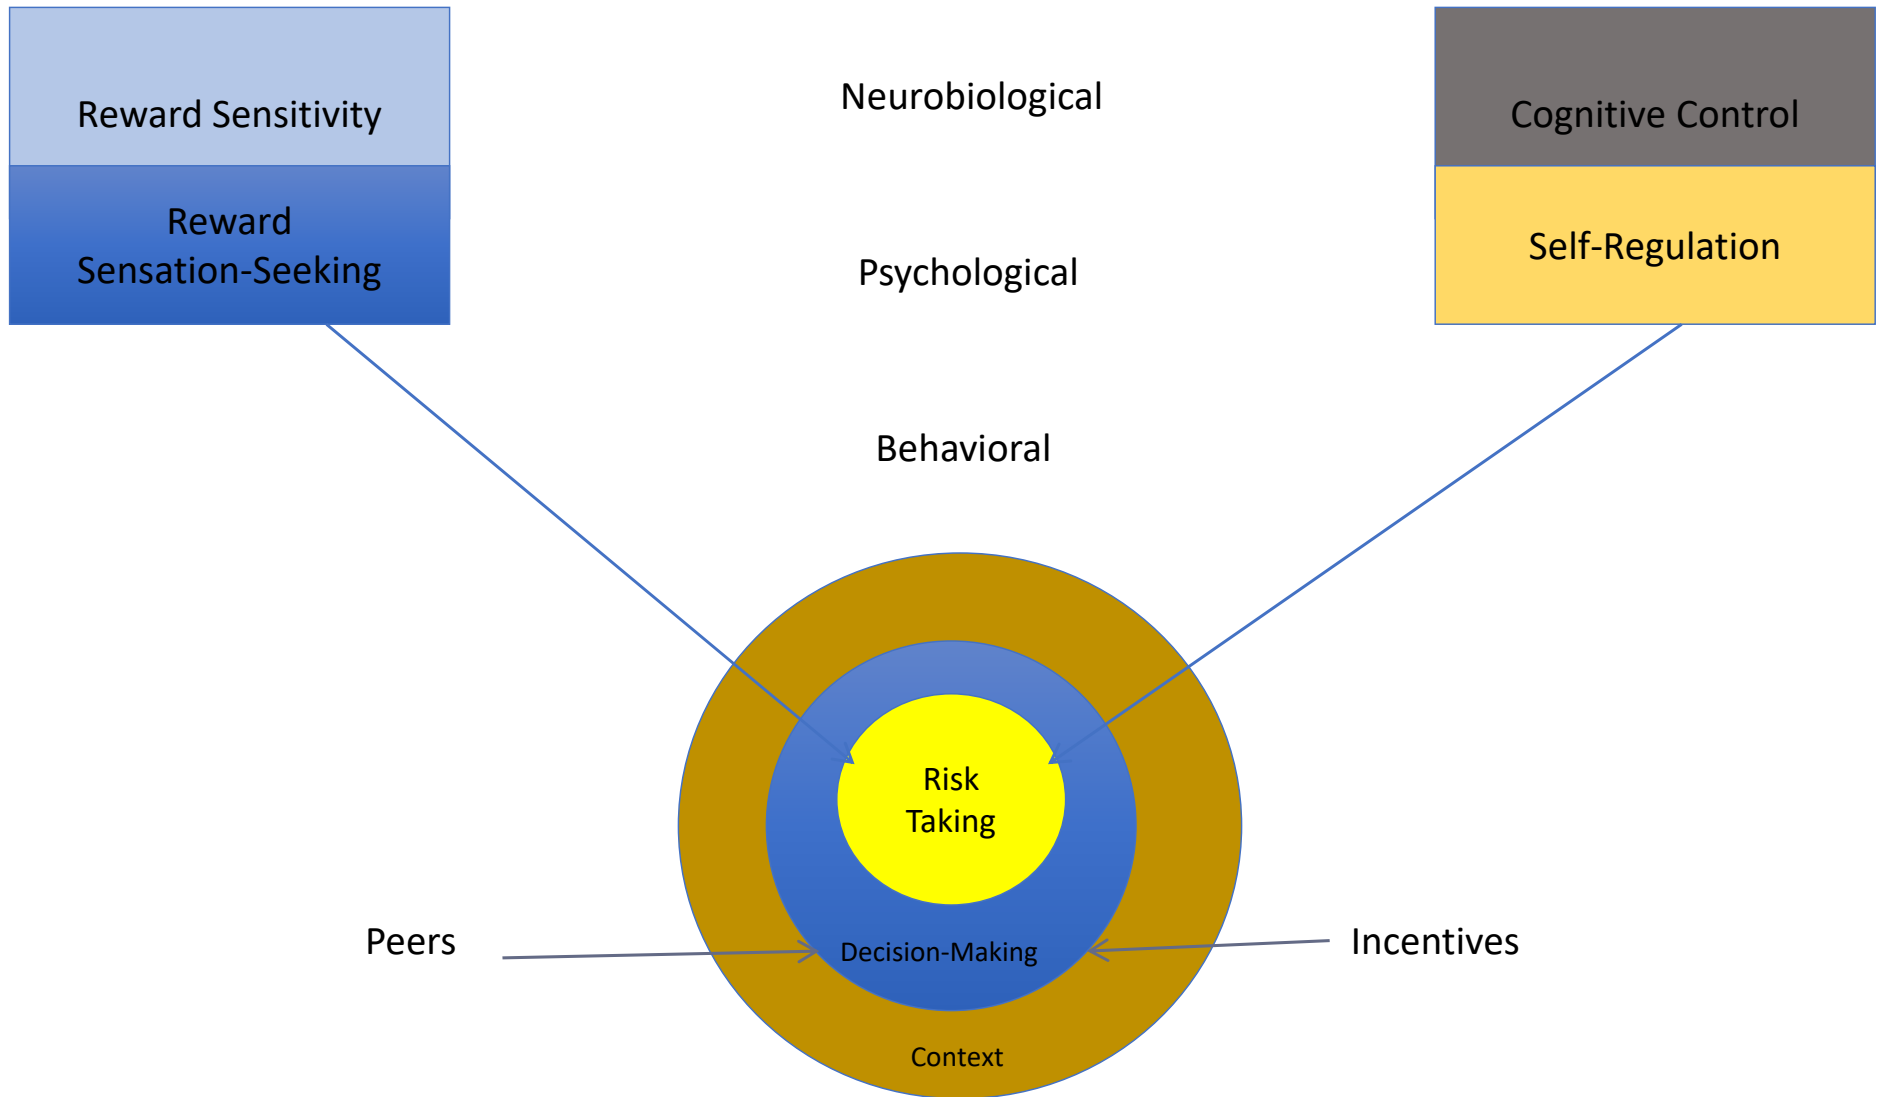 Reward Sensitivity
Neurobiological
Cognitive Control
Reward
Sensation-Seeking
Psychological
Self-Regulation
Behavioral
Risk
Taking
Peers
Decision-Making
Incentives
Context